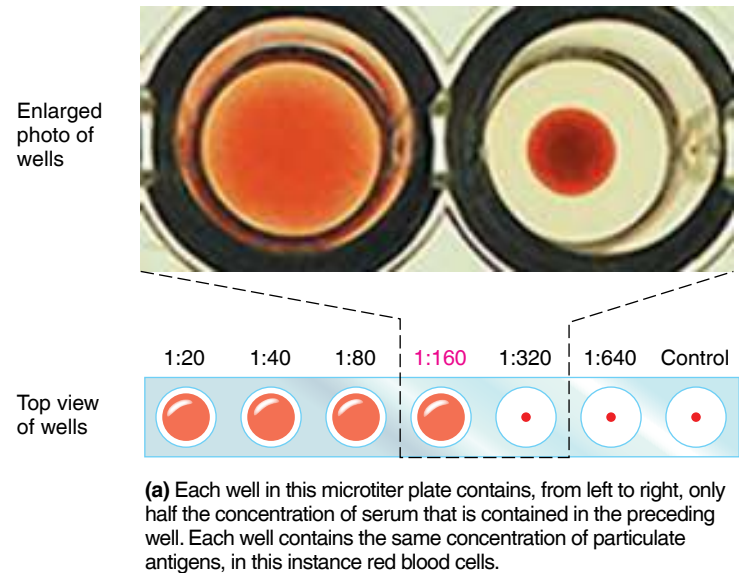 Enlarged
photo of
wells
1:20 1:40 1:80 1:160 1:320 1:640 Control
Top view
of wells
(a) Each well in this microtiter plate contains, from left to right, only
half the concentration of serum that is contained in the preceding
well. Each well contains the same concentration of particulate
antigens, in this instance red blood cells.